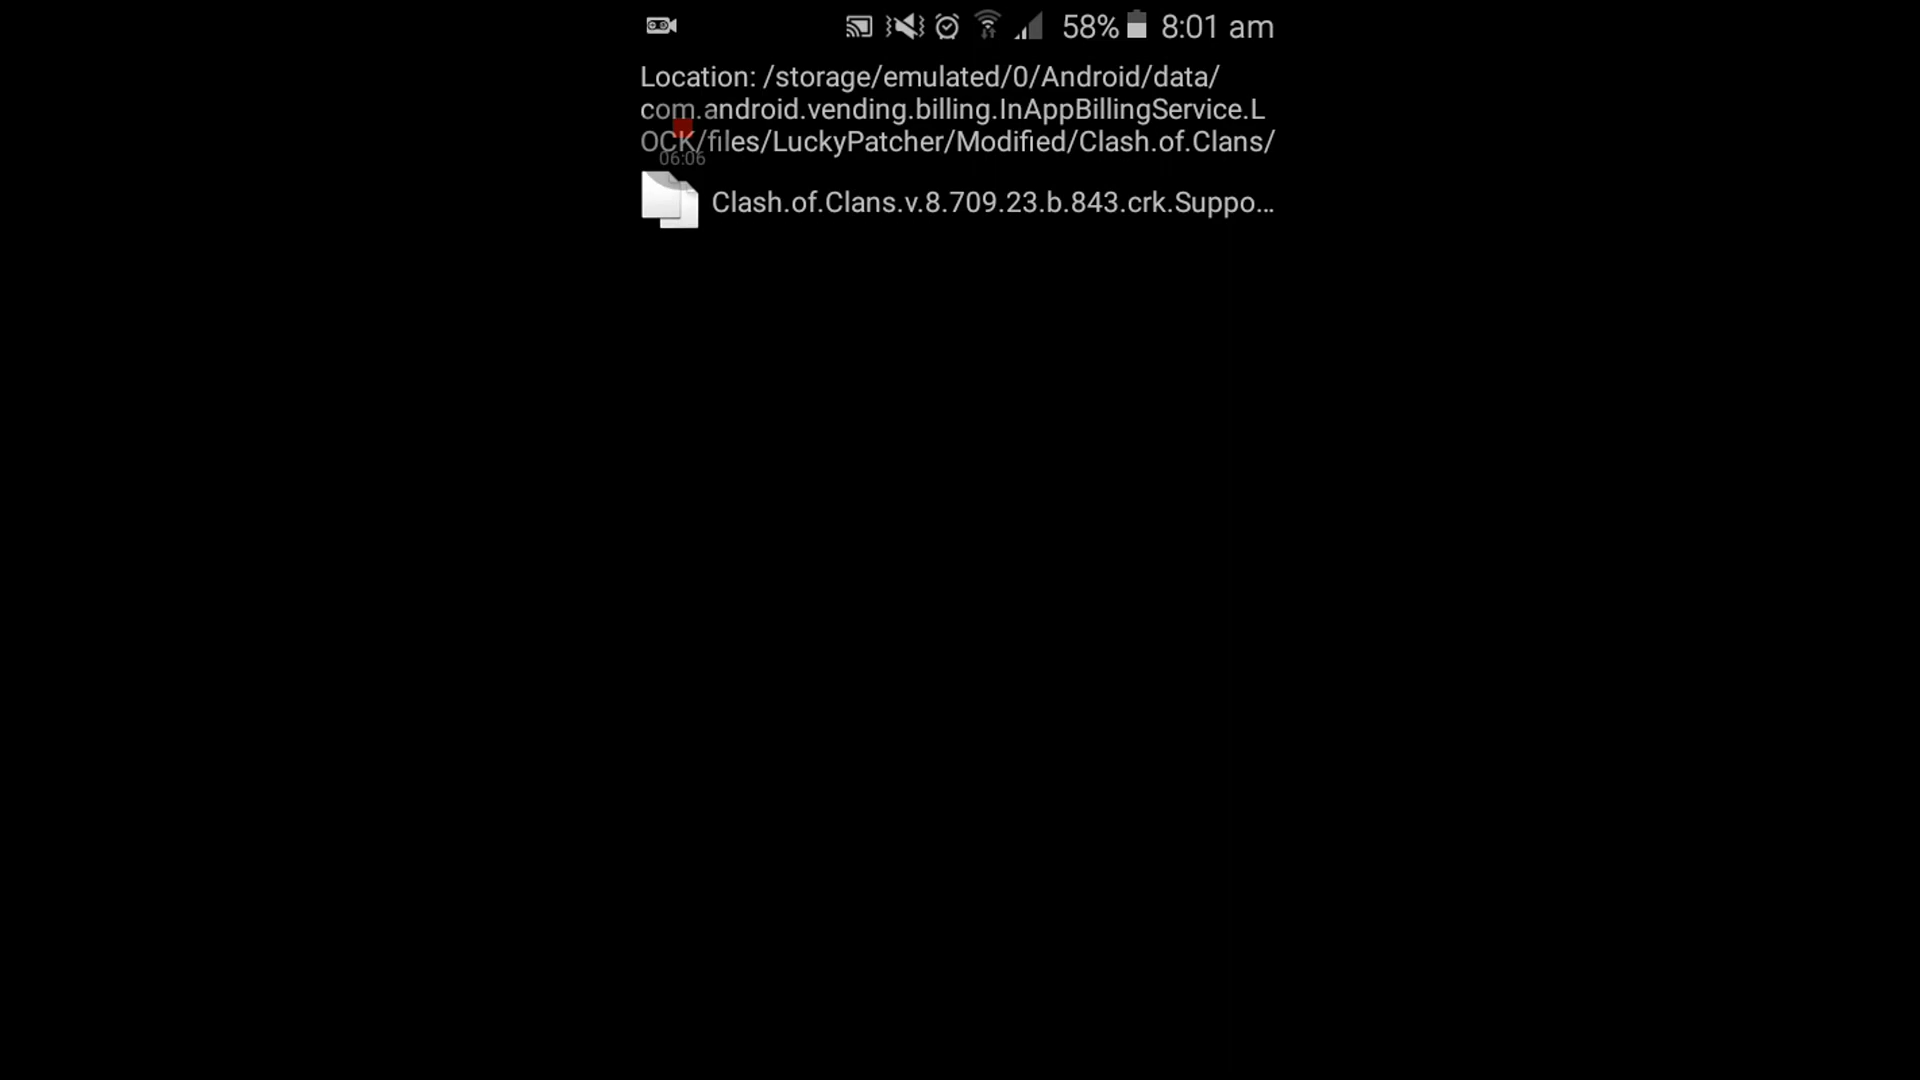 58% 8:01 am
Location: /storage/emulated/0/Android/data/
com.android.vending.billing.InAppBillingService.L
OCK/files/LuckyPatcher/Modified/Clash.of.Clans/
06:06
Clash.of.Clans.v.8.709.23.b.843.crk.Suppo...